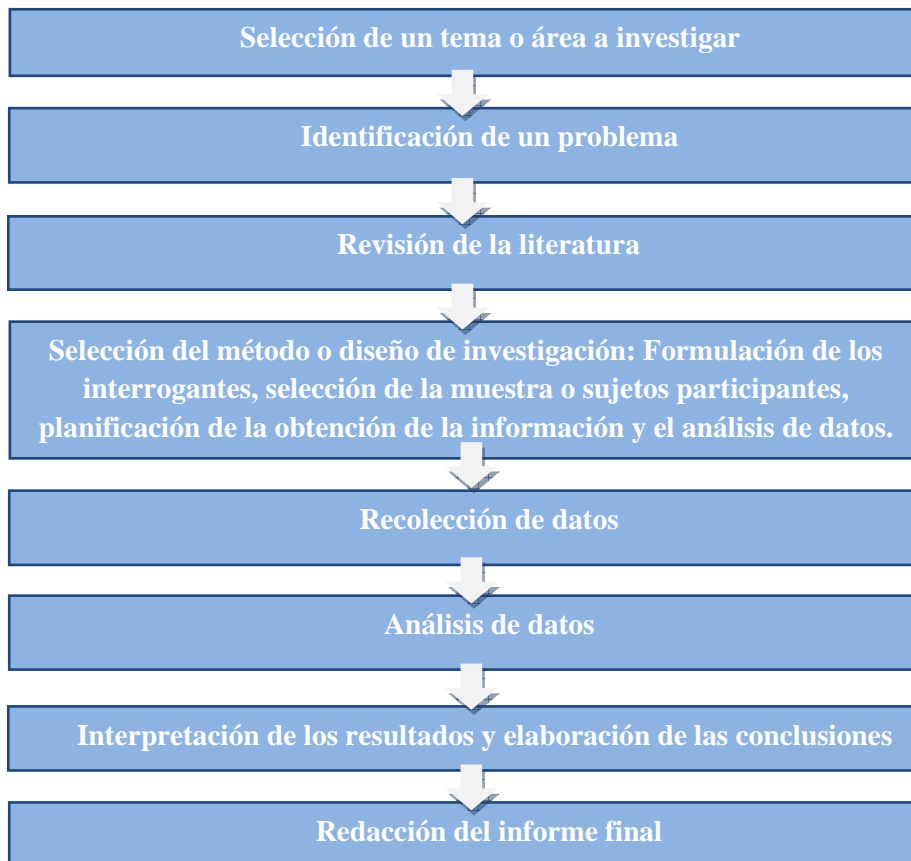 Selección de un tema o área a investigar
Identificación de un problema
Revisión de la literatura
Selección del método o diseño de investigación: Formulación de los
interrogantes, selección de la muestra o sujetos participantes,
planificación de la obtención de la información y el análisis de datos.
Recolección de datos
Análisis de datos
Interpretación de los resultados y elaboración de las conclusiones
Redacción del informe final